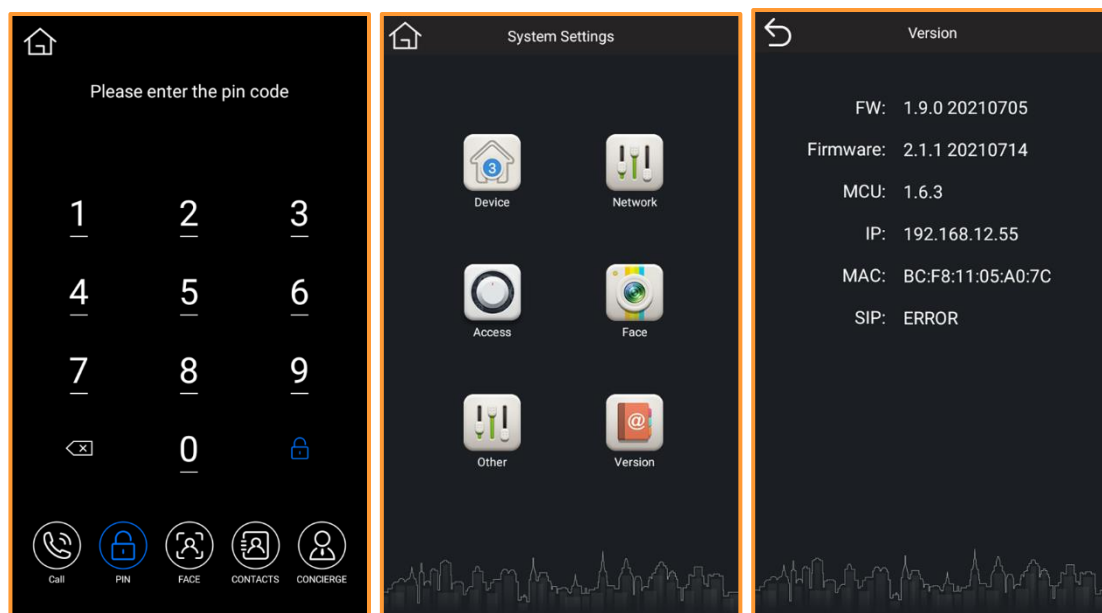 Please enter the pin code
1 2 3
4 5 6
7 8 9
0
Call PIN FACE CONTACTS CONCIERGE
System Settings
3
Device Network
Access Face
@
Other Version
Version
FW: 1.9.0 20210705
Firmware: 2.1.1 20210714
MCU: 1.6.3
IP: 192.168.12.55
MAC: BC:F8:11:05:A0:7C
SIP: ERROR